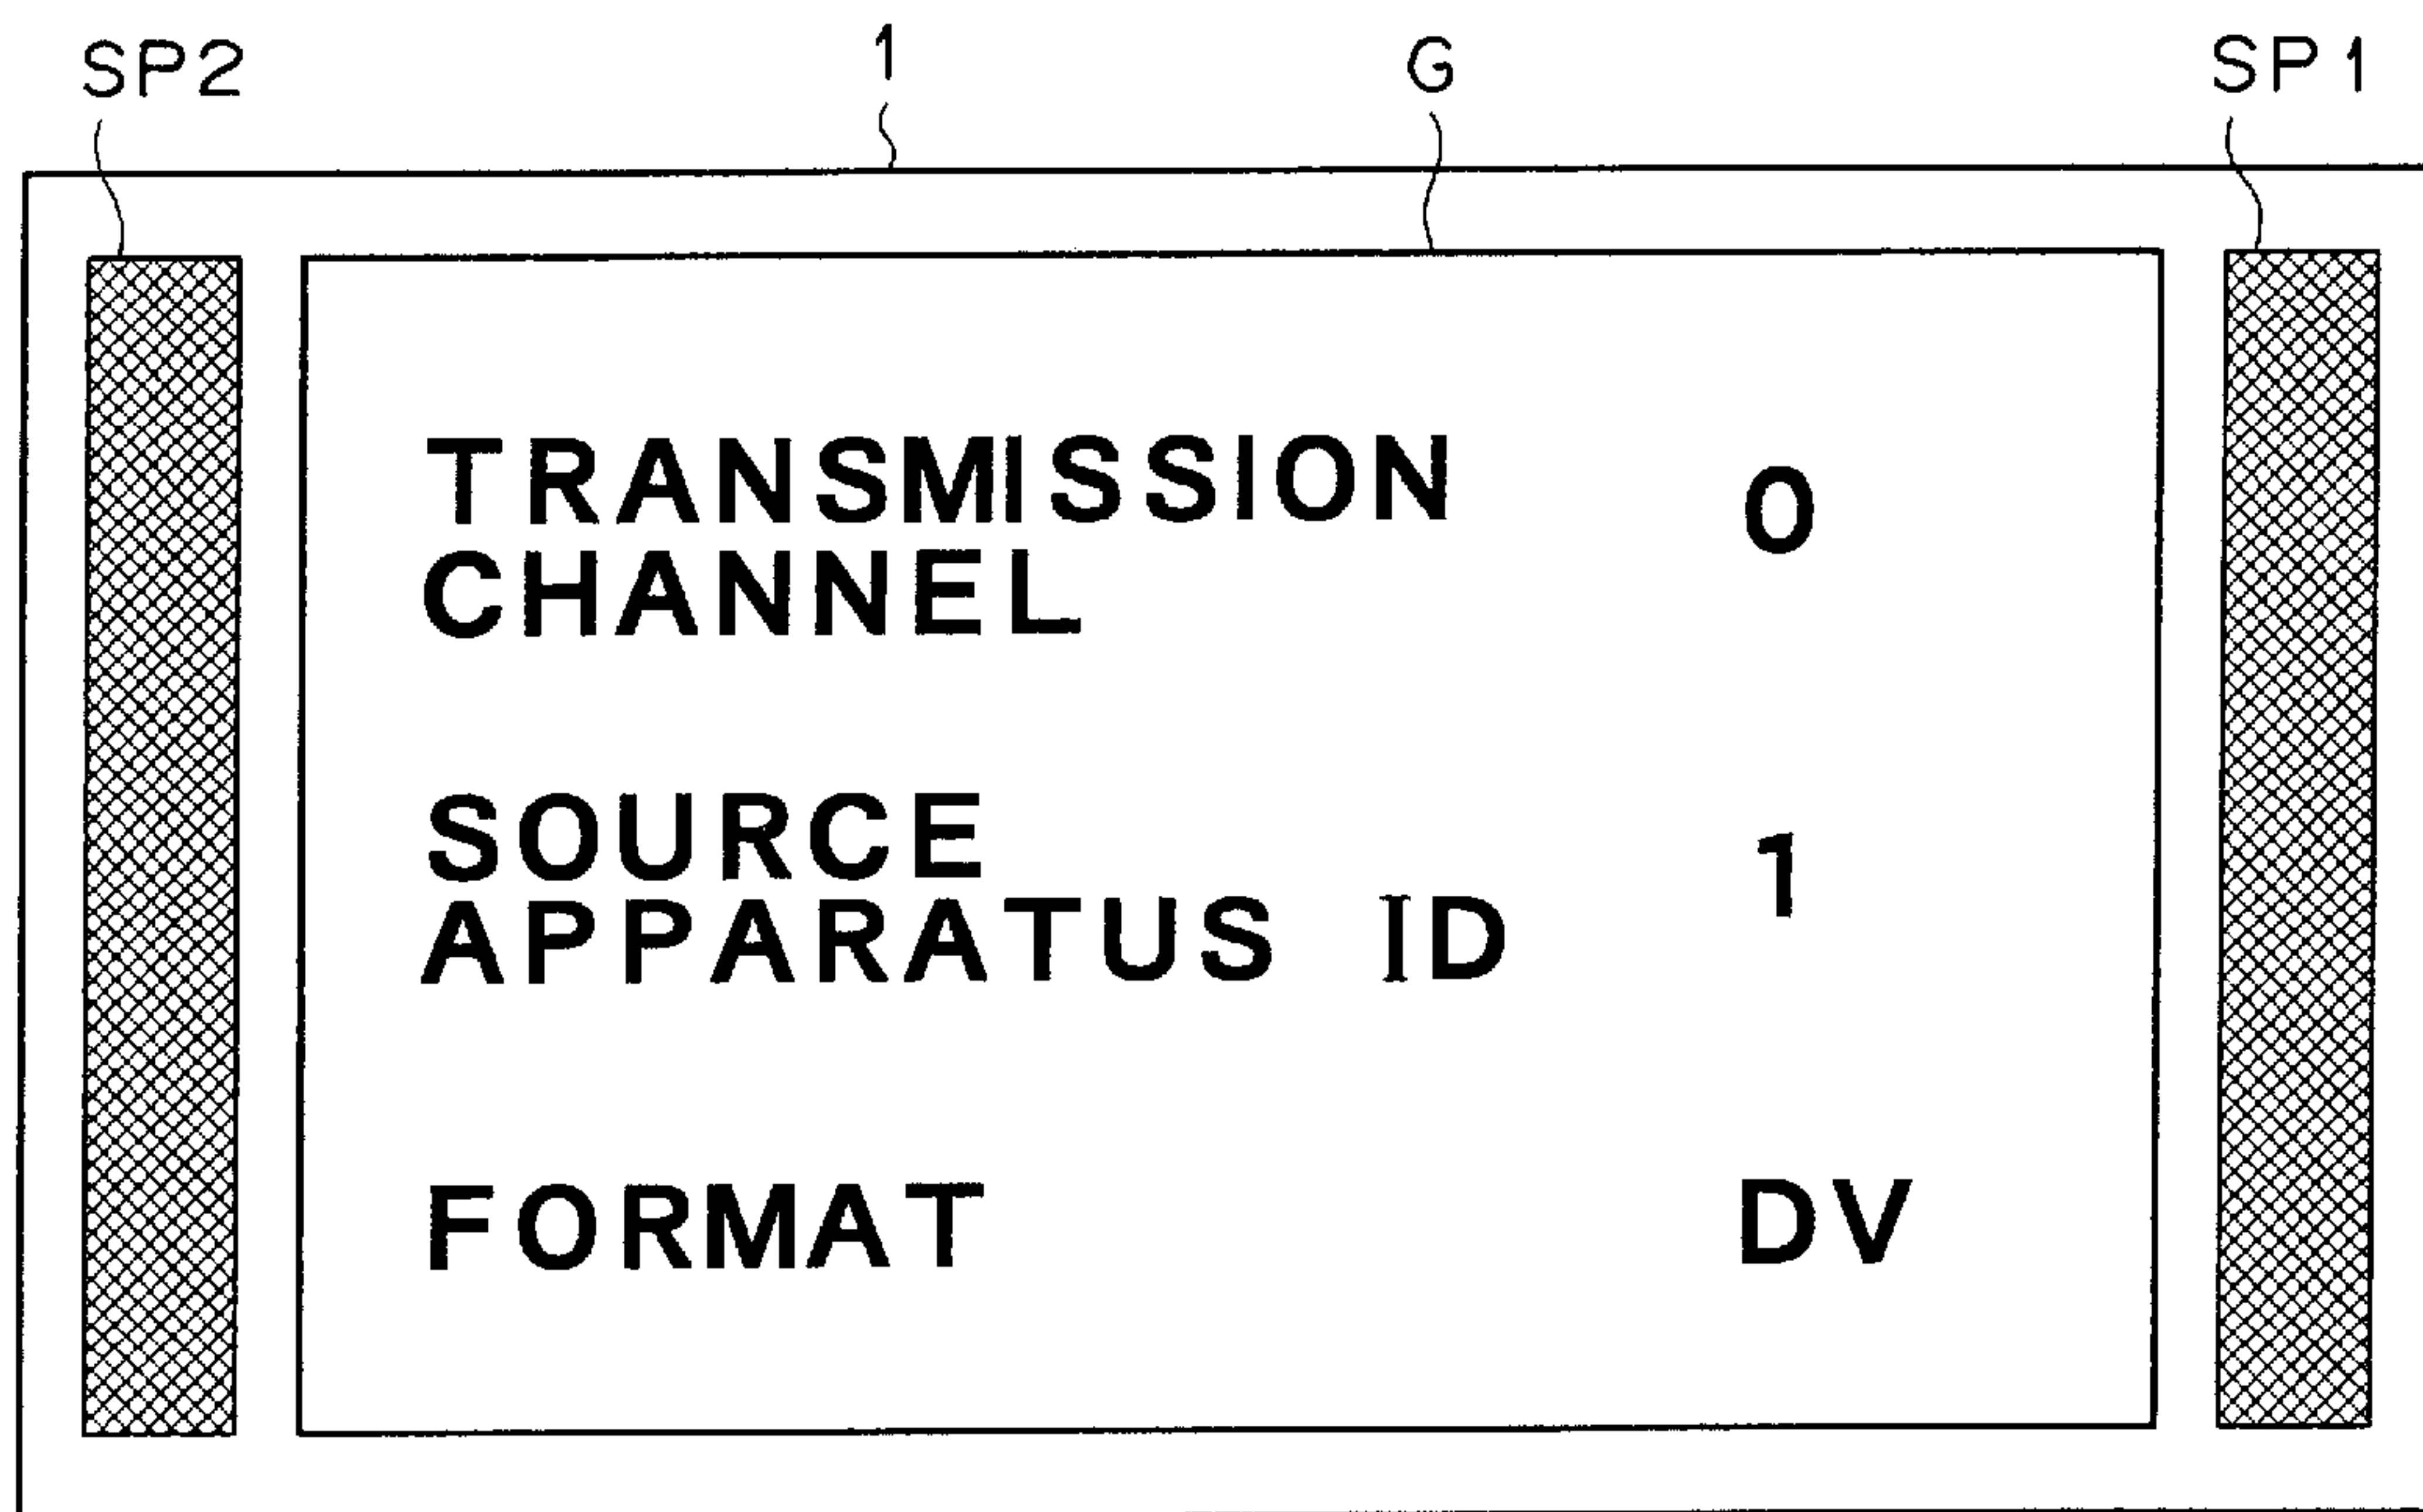 SP2 1 G SP1
TRANSMISSION
CHANNEL 0
SOURCE
APPARATUS ID 1
FORMAT DV